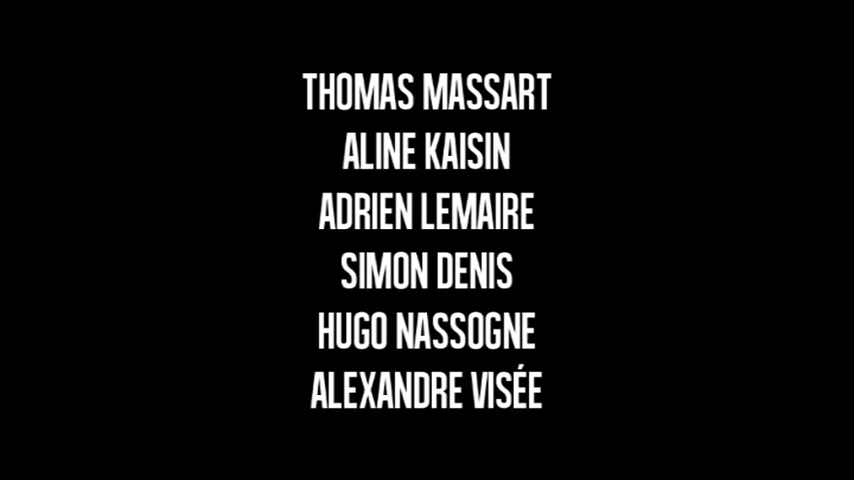 THOMAS MASSART
ALINE KAISIN
ADRIEN LEMAIRE
SIMON DENIS
HUGO NASSOGNE
ALEXANDRE VISÉE